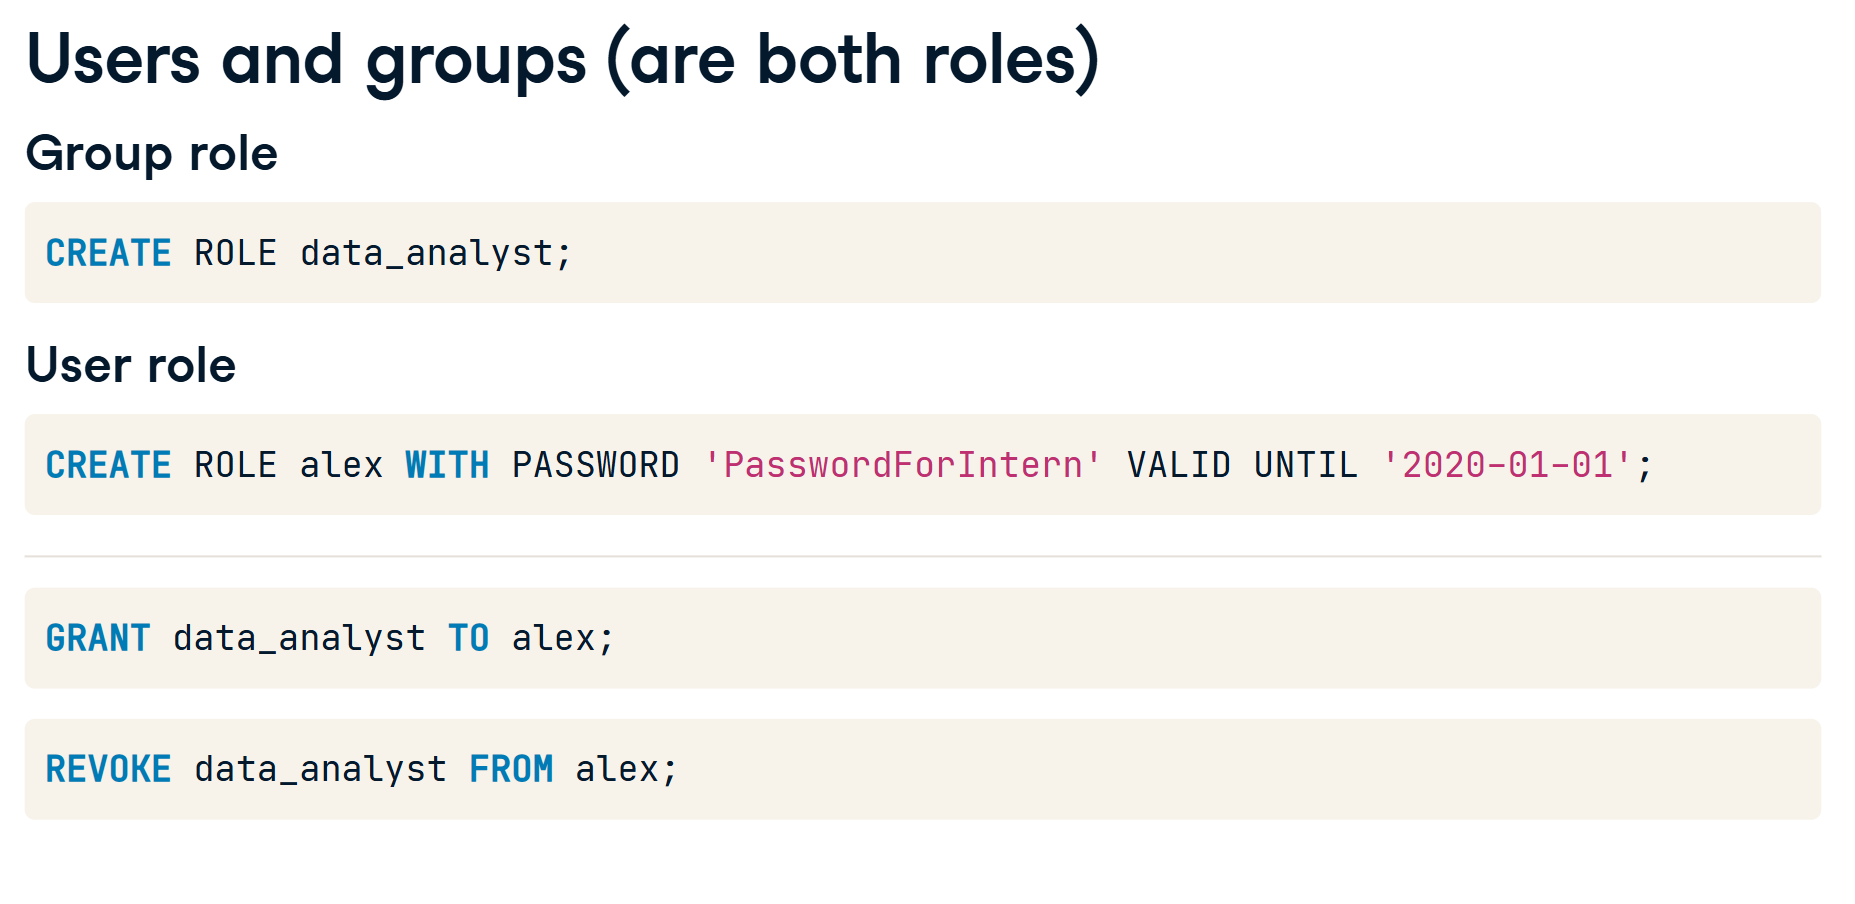 Users and groups (are both roles)
Group role
CREATE ROLE data_analyst;
User role
CREATE ROLE alex WITH PASSWORD 'PasswordForIntern' VALID UNTIL '2020-01-01';
GRANT data_analyst TO alex;
REVOKE data_analyst FROM alex;